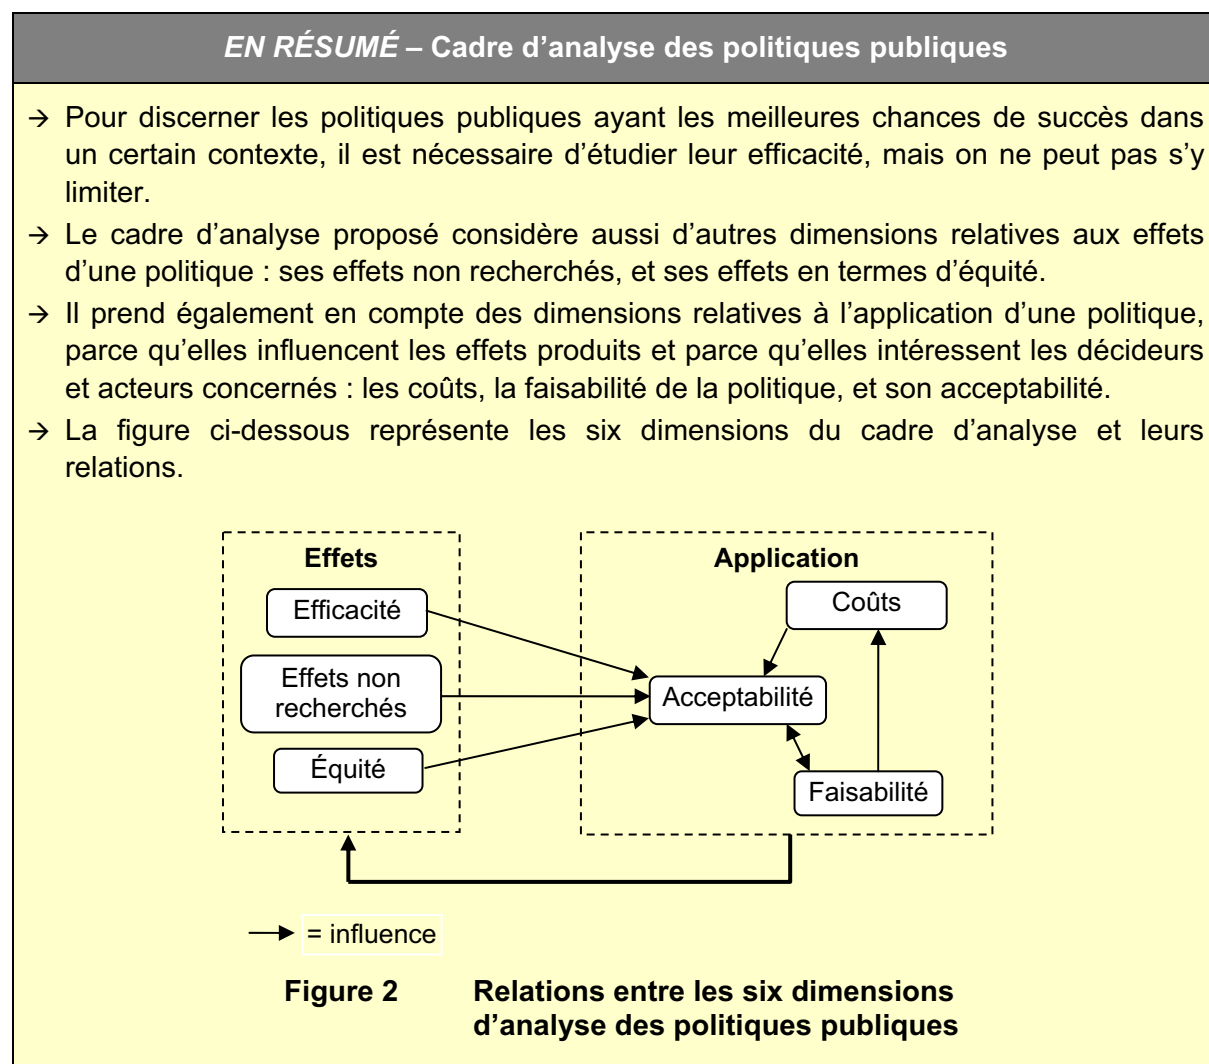 EN RÉSUMÉ – Cadre d’analyse des politiques publiques
→ Pour discerner les politiques publiques ayant les meilleures chances de succès dans
un certain contexte, il est nécessaire d’étudier leur efficacité, mais on ne peut pas s’y
limiter.
→ Le cadre d’analyse proposé considère aussi d’autres dimensions relatives aux effets
d’une politique : ses effets non recherchés, et ses effets en termes d’équité.
→ Il prend également en compte des dimensions relatives à l’application d’une politique,
parce qu’elles influencent les effets produits et parce qu’elles intéressent les décideurs
et acteurs concernés : les coûts, la faisabilité de la politique, et son acceptabilité.
→ La figure ci-dessous représente les six dimensions du cadre d’analyse et leurs
relations.
Effets
Efficacité
Effets non
recherchés
Équité
Application
Coûts
Acceptabilité
Faisabilité
= influence
Figure 2 Relations entre les six dimensions
d’analyse des politiques publiques